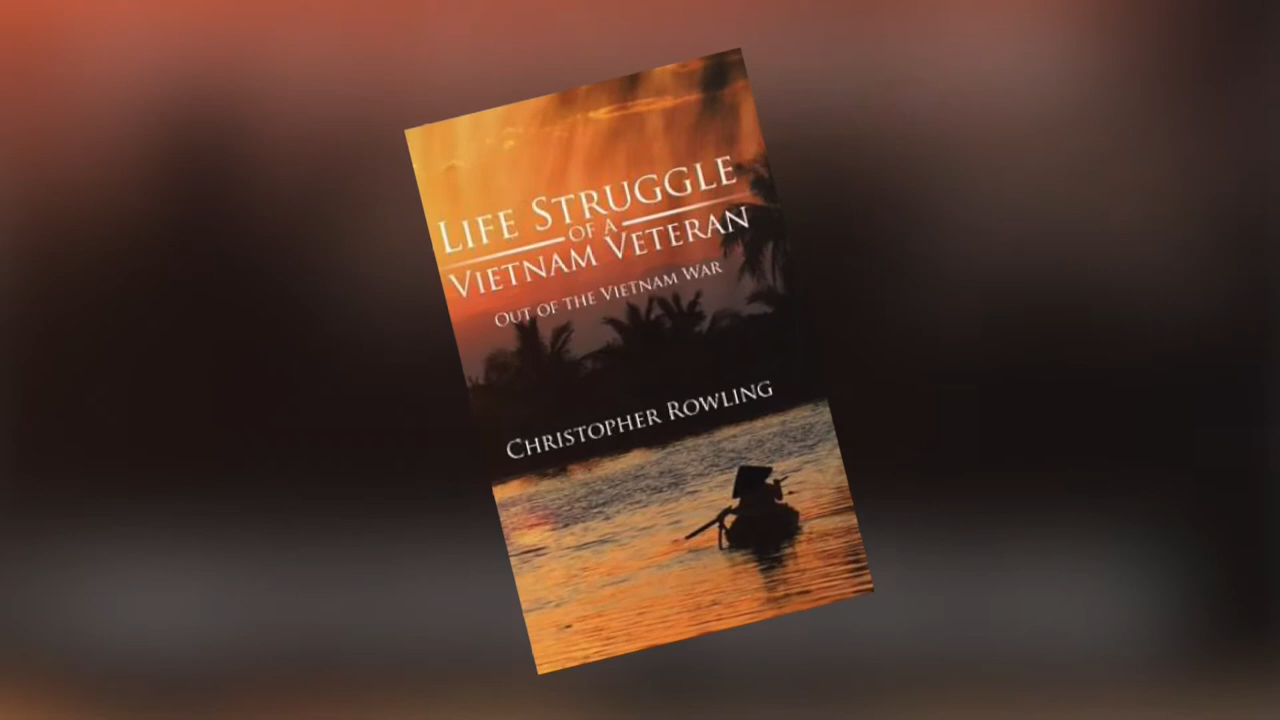 LIFE STRUGGLE
OF A
VIETNAM VETERAN
OUT OF THE VIETNAM WAR
CHRISTOPHER ROWLING